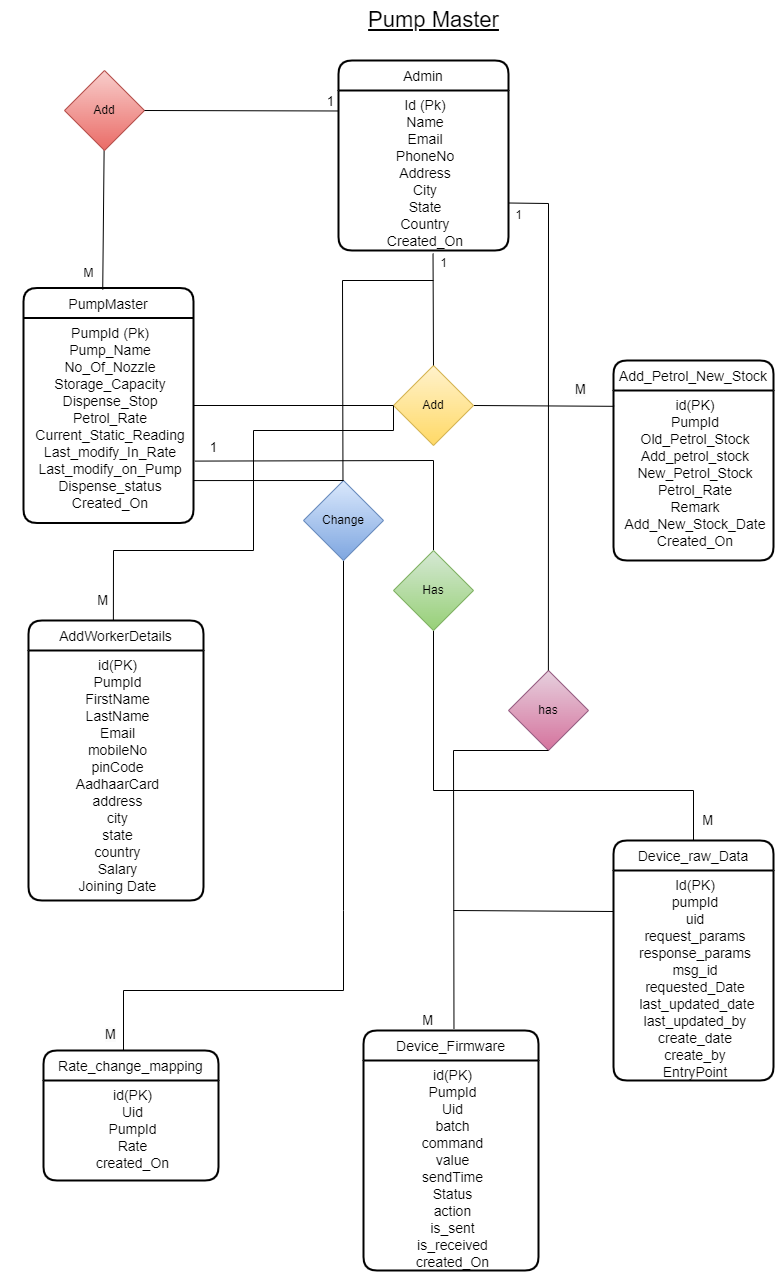 Pump Master
Admin
Id (Pk)
Name
Email
PhoneNo
Address
City
State
Country
Created_On
Add
1
M
1
1
PumpMaster
PumpId (Pk)
Pump_Name
No_Of_Nozzle
Storage_Capacity
Dispense_Stop
Petrol_Rate
Current_Static_Reading
Last_modify_In_Rate
Last_modify_on_Pump
Dispense_status
Created_On
Add
M
Add_Petrol_New_Stock
id(PK)
PumpId
Old_Petrol_Stock
Add_petrol_stock
New_Petrol_Stock
Petrol_Rate
Remark
Add_New_Stock_Date
Created_On
1
Change
Has
has
M
AddWorkerDetails
id(PK)
PumpId
FirstName
LastName
Email
mobileNo
pinCode
AadhaarCard
address
city
state
country
Salary
Joining Date
M
Device_raw_Data
Id(PK)
pumpId
uid
request_params
response_params
msg_id
requested_Date
last_updated_date
last_updated_by
create_date
create_by
EntryPoint
M
Rate_change_mapping
id(PK)
Uid
PumpId
Rate
created_On
M
Device_Firmware
id(PK)
PumpId
Uid
batch
command
value
sendTime
Status
action
is_sent
is_received
created_On